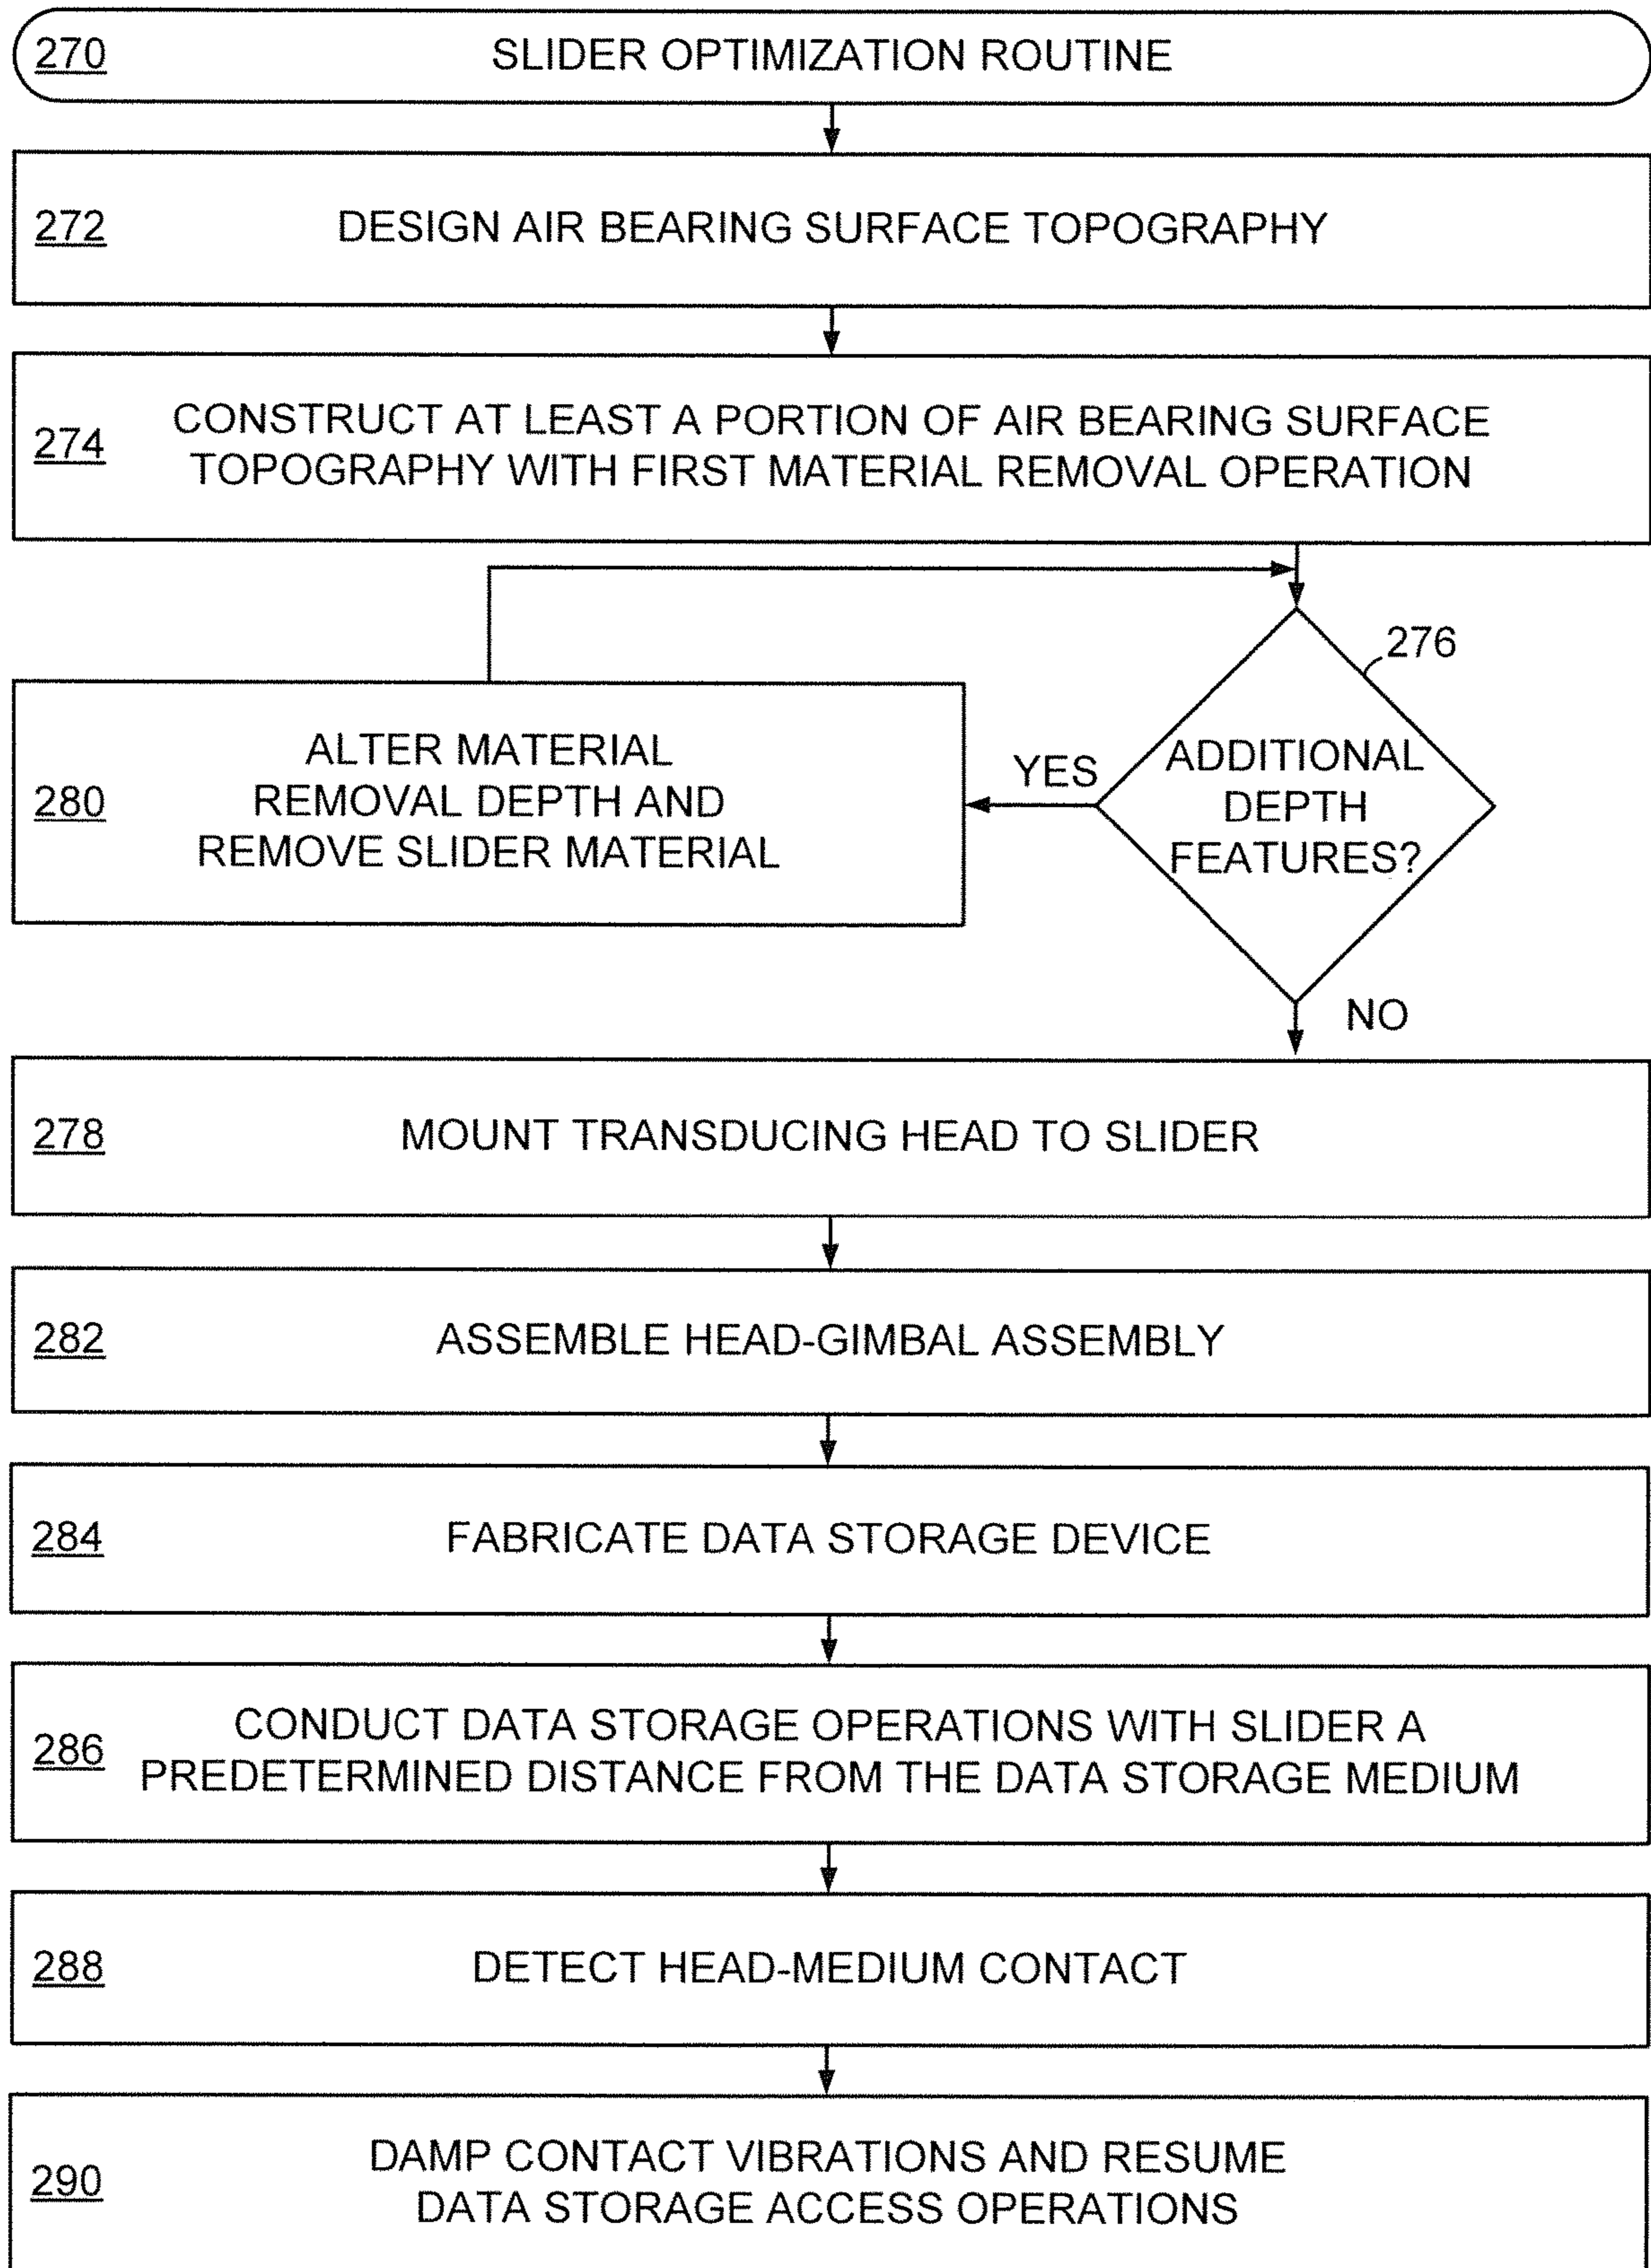 270 SLIDER OPTIMIZATION ROUTINE
272 DESIGN AIR BEARING SURFACE TOPOGRAPHY
274 CONSTRUCT AT LEAST A PORTION OF AIR BEARING SURFACE
TOPOGRAPHY WITH FIRST MATERIAL REMOVAL OPERATION
276
ADDITIONAL
DEPTH
FEATURES?
YES
280
ALTER MATERIAL
REMOVAL DEPTH AND
REMOVE SLIDER MATERIAL
NO
278 MOUNT TRANSDUCING HEAD TO SLIDER
282 ASSEMBLE HEAD-GIMBAL ASSEMBLY
284 FABRICATE DATA STORAGE DEVICE
286 CONDUCT DATA STORAGE OPERATIONS WITH SLIDER A
PREDETERMINED DISTANCE FROM THE DATA STORAGE MEDIUM
288 DETECT HEAD-MEDIUM CONTACT
290 DAMP CONTACT VIBRATIONS AND RESUME
DATA STORAGE ACCESS OPERATIONS